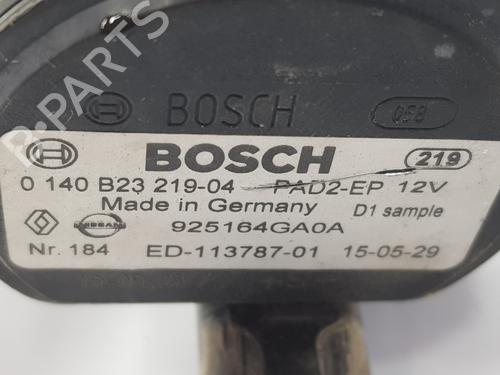 BOSCH
058
BOSCH
219
0 140 B23 219-04 PAD2-EP 12V
Made in Germany D1 sample
NISSAN 925164GA0A
Nr. 184 ED-113787-01 15-05-29
B-PARTS